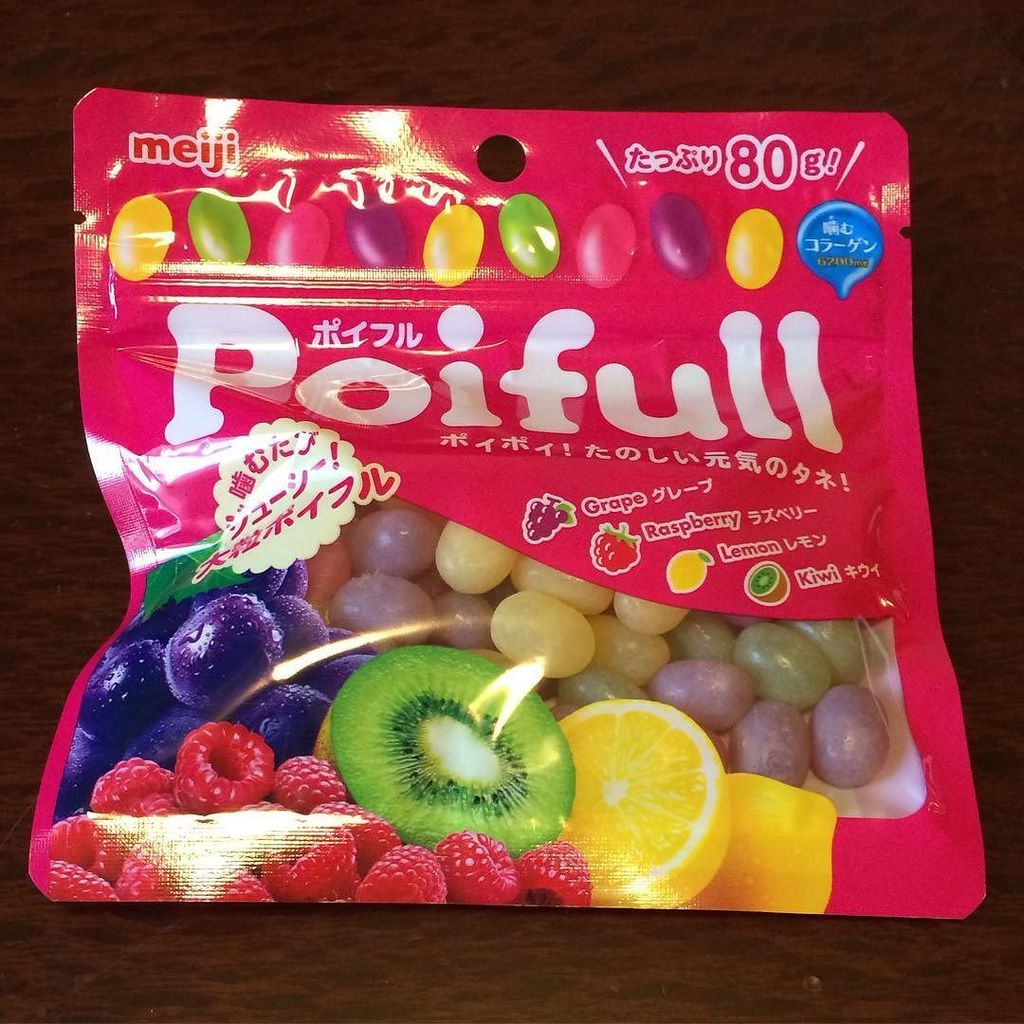 meiji
たっぷり80g!
噛む
コラーゲン
6200mg
ポイフル
Poifull
ポイポイ!たのしい元気のタネ!
噛むたび
ジューシー!
大粒ポイフル
Grape グレープ
Raspberry ラズベリー
Lemon レモン
Kiwi キウイ